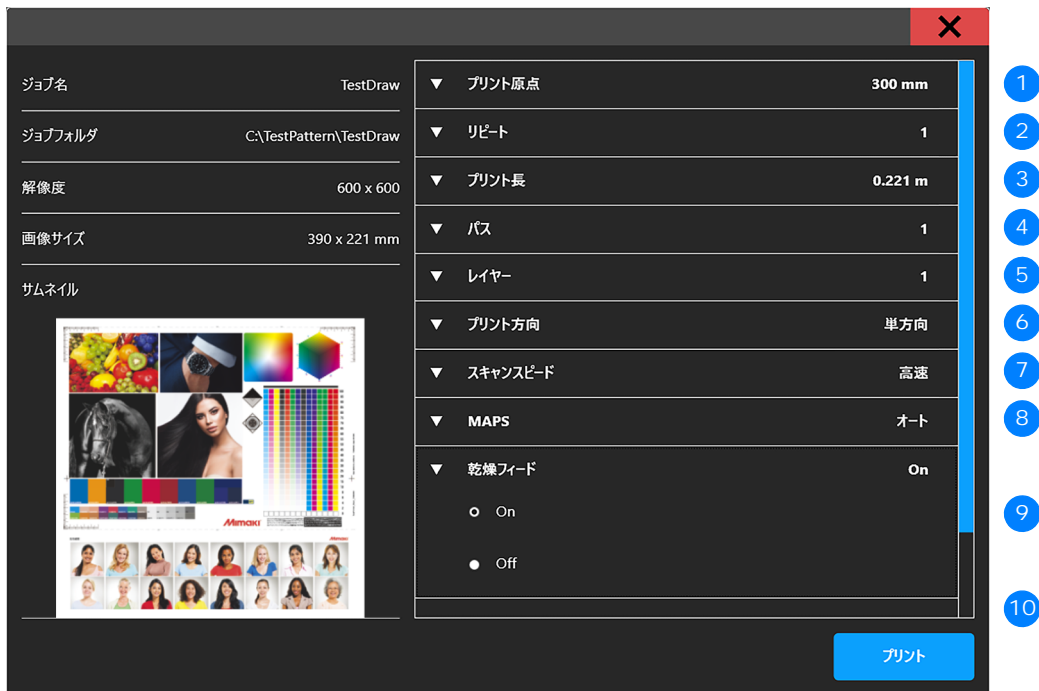 ジョブ名 TestDraw
ジョブフォルダ C:\TestPattern\TestDraw
解像度 600 x 600
画像サイズ 390 x 221 mm
サムネイル
Mimaki
Mimaki
▼ プリント原点 300 mm
▼ リピート 1
▼ プリント長 0.221 m
▼ パス 1
▼ レイヤー 1
▼ プリント方向 単方向
▼ スキャンスピード 高速
▼ MAPS オート
▼ 乾燥フィード On
On
Off
プリント
1
2
3
4
5
6
7
8
9
10